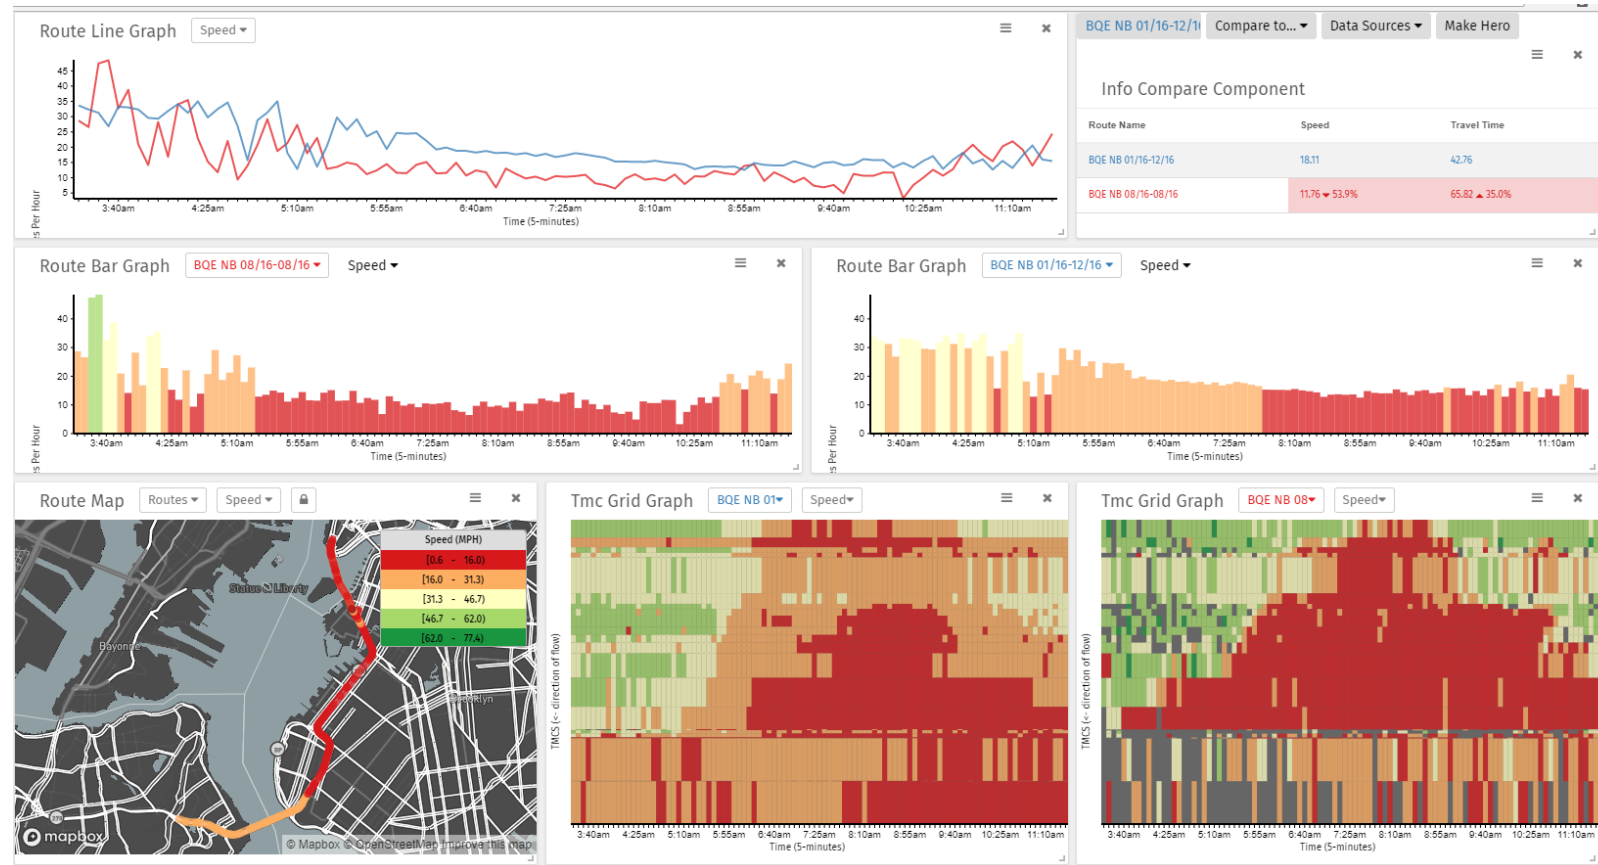 Route Line Graph Speed
45
40
35
30
25
20
15
10
5
3:40am 4:25am 5:10am 5:55am 6:40am 7:25am 8:10am 8:55am 9:40am 10:25am 11:10am
Time (5-minutes)
s Per Hour
BQE NB 01/16-12/1 Compare to... Data Sources Make Hero
Info Compare Component
Route Name Speed Travel Time
BQE NB 01/16-12/16 18.11 42.76
BQE NB 08/16-08/16 11.76 ▾ 53.9% 65.82 ▴ 35.0%
Route Bar Graph BQE NB 08/16-08/16 Speed
40
30
20
10
0
3:40am 4:25am 5:10am 5:55am 6:40am 7:25am 8:10am 8:55am 9:40am 10:25am 11:10am
Time (5-minutes)
s Per Hour
Route Bar Graph BQE NB 01/16-12/16 Speed
40
30
20
10
0
3:40am 4:25am 5:10am 5:55am 6:40am 7:25am 8:10am 8:55am 9:40am 10:25am 11:10am
Time (5-minutes)
s Per Hour
Route Map Routes Speed
Speed (MPH)
[0.6 - 16.0)
[16.0 - 31.3)
[31.3 - 46.7)
[46.7 - 62.0)
[62.0 - 77.4)
Statue of Liberty
Bayonne
BP
278
mapbox
© Mapbox © OpenStreetMap Improve this map
Tmc Grid Graph BQE NB 01 Speed
TMCS (<- direction of flow)
3:40am 4:25am 5:10am 5:55am 6:40am 7:25am 8:10am 8:55am 9:40am 10:25am 11:10am
Time (5-minutes)
Tmc Grid Graph BQE NB 08 Speed
TMCS (<- direction of flow)
3:40am 4:25am 5:10am 5:55am 6:40am 7:25am 8:10am 8:55am 9:40am 10:25am 11:10am
Time (5-minutes)